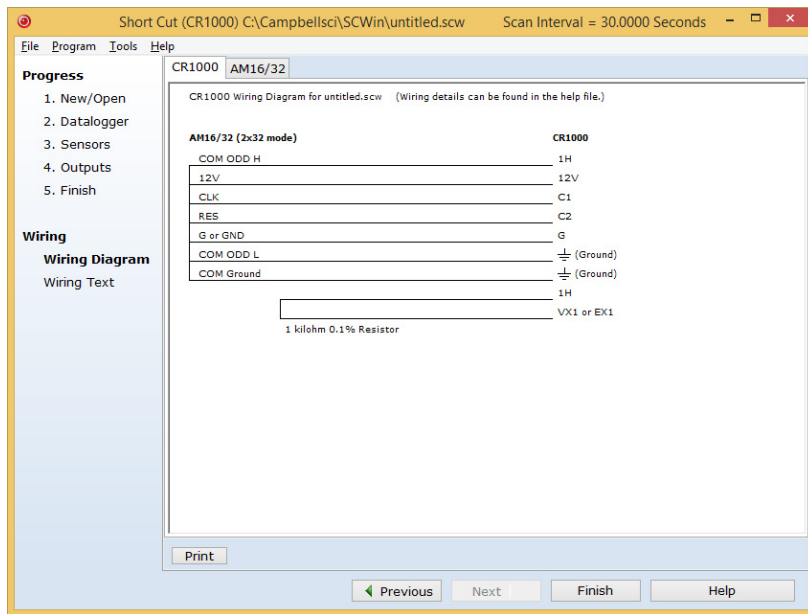 Short Cut (CR1000) C:\Campbellsci\SCWin\untitled.scw Scan Interval = 30.0000 Seconds
File Program Tools Help
Progress
1. New/Open
2. Datalogger
3. Sensors
4. Outputs
5. Finish
Wiring
Wiring Diagram
Wiring Text
CR1000 AM16/32
CR1000 Wiring Diagram for untitled.scw (Wiring details can be found in the help file.)
AM16/32 (2x32 mode) CR1000
COM ODD H 1H
12V 12V
CLK C1
RES C2
G or GND G
COM ODD L (Ground)
COM Ground (Ground)
1H
VX1 or EX1
1 kilohm 0.1% Resistor
Print
Previous Next Finish Help